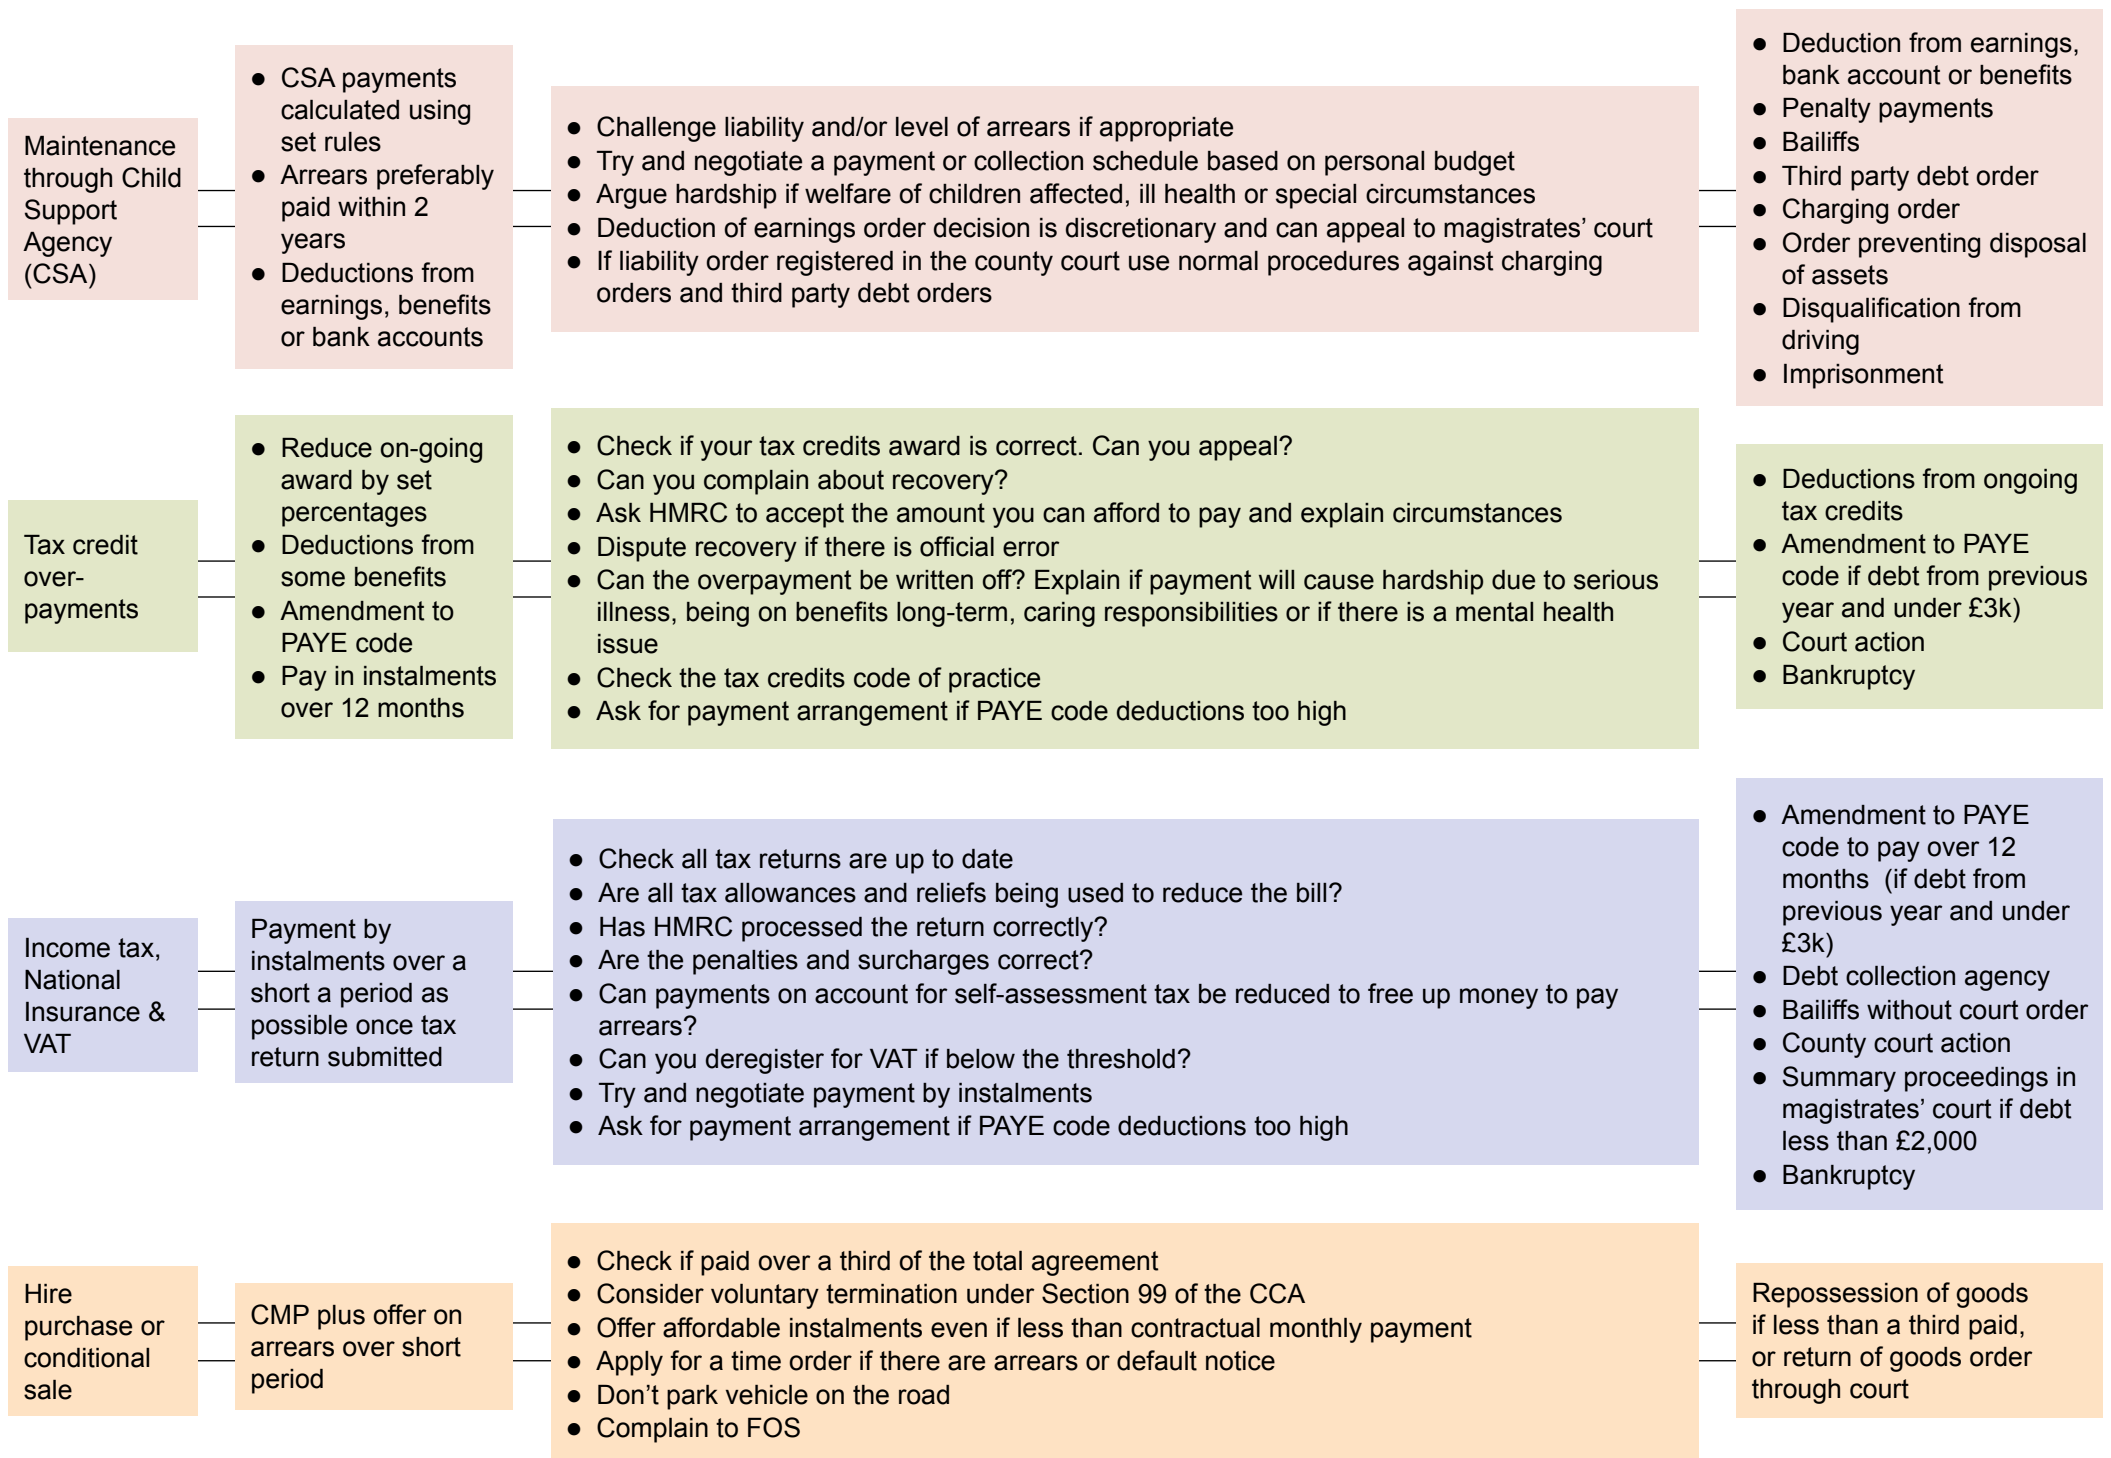 Maintenance
through Child
Support
Agency
(CSA)
● CSA payments
calculated using
set rules
● Arrears preferably
paid within 2
years
● Deductions from
earnings, benefits
or bank accounts
● Challenge liability and/or level of arrears if appropriate
● Try and negotiate a payment or collection schedule based on personal budget
● Argue hardship if welfare of children affected, ill health or special circumstances
● Deduction of earnings order decision is discretionary and can appeal to magistrates’ court
● If liability order registered in the county court use normal procedures against charging
orders and third party debt orders
● Deduction from earnings,
bank account or benefits
● Penalty payments
● Bailiffs
● Third party debt order
● Charging order
● Order preventing disposal
of assets
● Disqualification from
driving
● Imprisonment
Tax credit
over-
payments
● Reduce on-going
award by set
percentages
● Deductions from
some benefits
● Amendment to
PAYE code
● Pay in instalments
over 12 months
● Check if your tax credits award is correct. Can you appeal?
● Can you complain about recovery?
● Ask HMRC to accept the amount you can afford to pay and explain circumstances
● Dispute recovery if there is official error
● Can the overpayment be written off? Explain if payment will cause hardship due to serious
illness, being on benefits long-term, caring responsibilities or if there is a mental health
issue
● Check the tax credits code of practice
● Ask for payment arrangement if PAYE code deductions too high
● Deductions from ongoing
tax credits
● Amendment to PAYE
code if debt from previous
year and under £3k)
● Court action
● Bankruptcy
Income tax,
National
Insurance &
VAT
Payment by
instalments over a
short a period as
possible once tax
return submitted
● Check all tax returns are up to date
● Are all tax allowances and reliefs being used to reduce the bill?
● Has HMRC processed the return correctly?
● Are the penalties and surcharges correct?
● Can payments on account for self-assessment tax be reduced to free up money to pay
arrears?
● Can you deregister for VAT if below the threshold?
● Try and negotiate payment by instalments
● Ask for payment arrangement if PAYE code deductions too high
● Amendment to PAYE
code to pay over 12
months (if debt from
previous year and under
£3k)
● Debt collection agency
● Bailiffs without court order
● County court action
● Summary proceedings in
magistrates’ court if debt
less than £2,000
● Bankruptcy
Hire
purchase or
conditional
sale
CMP plus offer on
arrears over short
period
● Check if paid over a third of the total agreement
● Consider voluntary termination under Section 99 of the CCA
● Offer affordable instalments even if less than contractual monthly payment
● Apply for a time order if there are arrears or default notice
● Don’t park vehicle on the road
● Complain to FOS
Repossession of goods
if less than a third paid,
or return of goods order
through court